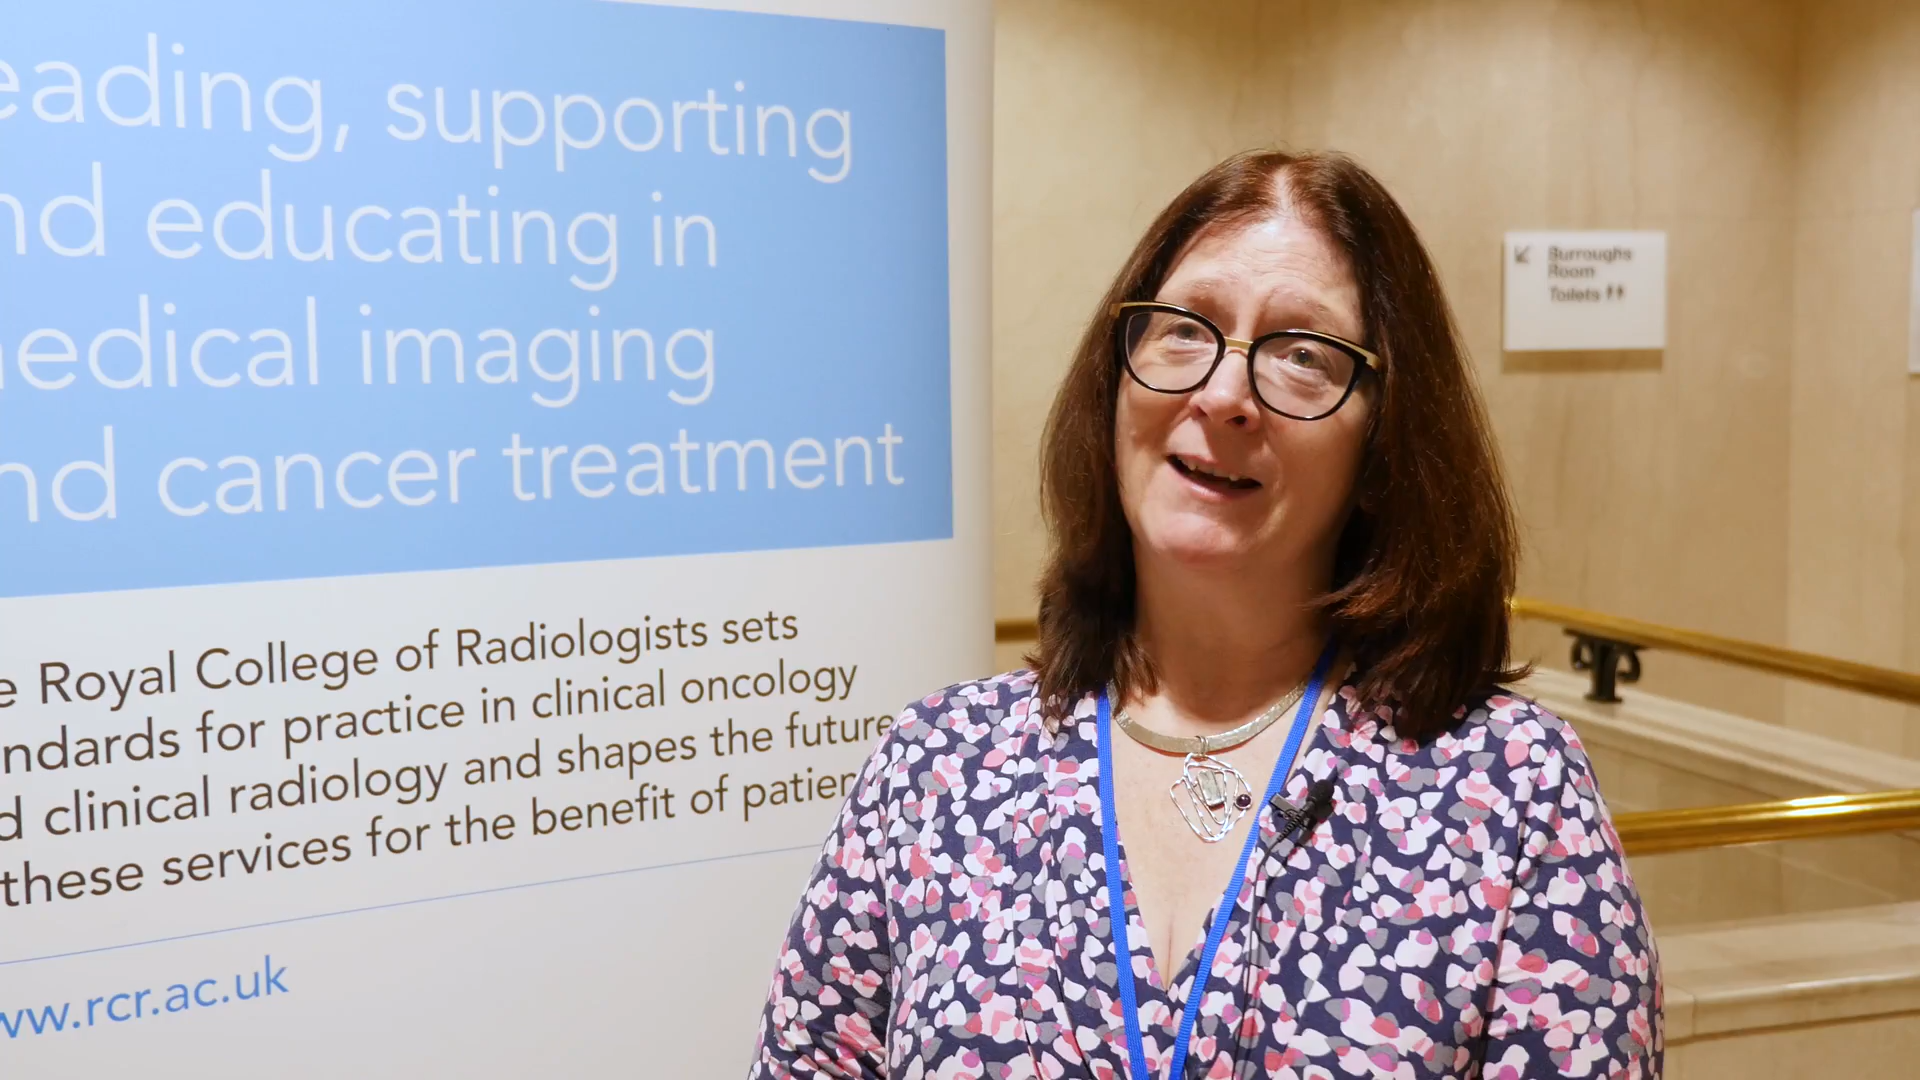 eading, supporting
nd educating in
edical imaging
nd cancer treatment
e Royal College of Radiologists sets
ndards for practice in clinical oncology
d clinical radiology and shapes the future
these services for the benefit of patien
ww.rcr.ac.uk
Burroughs
Room
Toilets